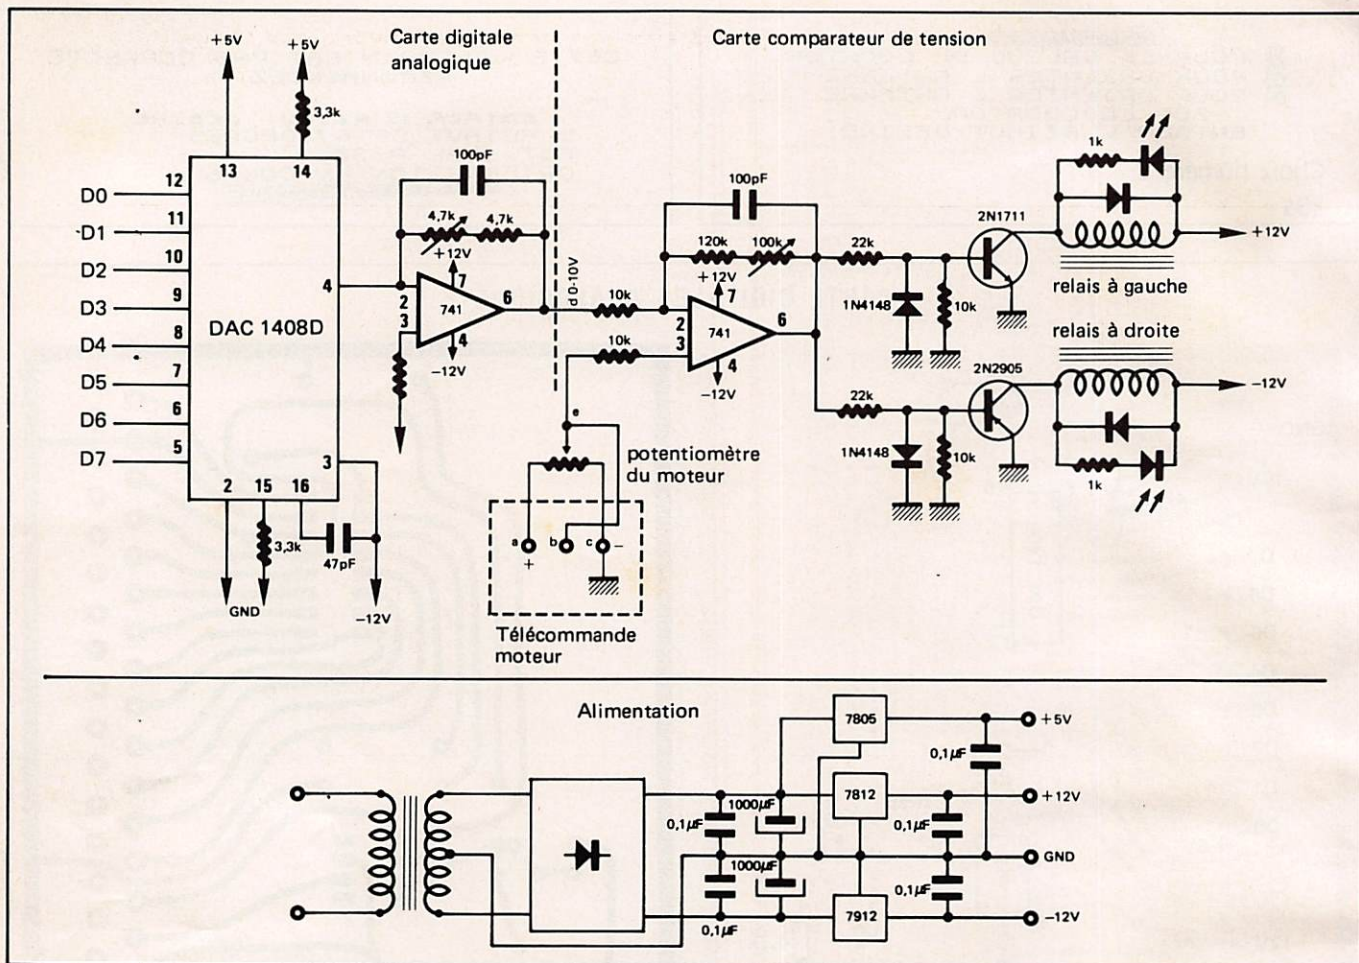 Carte digitale
analogique
Carte comparateur de tension
+5V
+5V
3,3k
13
14
DAC 1408D
D0
12
D1
11
D2
10
D3
9
D4
8
D5
7
D6
6
D7
5
4
3
2
15
16
3,3k
47pF
GND
-12V
100pF
4,7k
4,7k
+12V
7
2
3
741
6
4
-12V
d 0-10V
10k
10k
100pF
120k
100k
+12V
7
2
3
741
6
4
-12V
e
potentiomètre
du moteur
a
b
c
+
-
Télécommande
moteur
22k
1N4148
10k
2N1711
1k
+12V
relais à gauche
relais à droite
22k
1N4148
10k
2N2905
-12V
1k
Alimentation
0,1µF
1000µF
1000µF
0,1µF
7805
7812
7912
0,1µF
0,1µF
0,1µF
+5V
+12V
GND
-12V